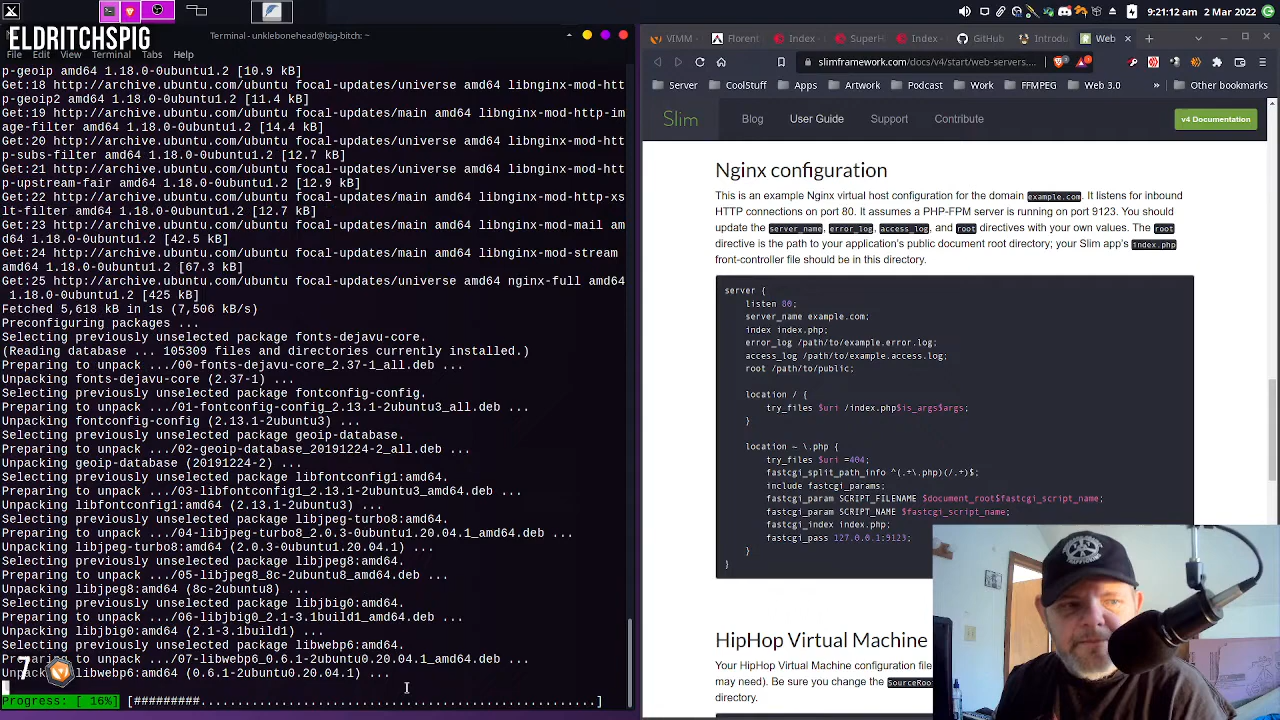 9:21:12 am 2 Mar 2022
ELDRITCHSPIG
Terminal - unklebonehead@big-bitch: ~
File Edit View Terminal Tabs Help
p-geoip amd64 1.18.0-0ubuntu1.2 [10.9 kB]
Get:18 http://archive.ubuntu.com/ubuntu focal-updates/universe amd64 libnginx-mod-htt
p-geoip2 amd64 1.18.0-0ubuntu1.2 [11.4 kB]
Get:19 http://archive.ubuntu.com/ubuntu focal-updates/main amd64 libnginx-mod-http-im
age-filter amd64 1.18.0-0ubuntu1.2 [14.4 kB]
Get:20 http://archive.ubuntu.com/ubuntu focal-updates/universe amd64 libnginx-mod-htt
p-subs-filter amd64 1.18.0-0ubuntu1.2 [12.7 kB]
Get:21 http://archive.ubuntu.com/ubuntu focal-updates/universe amd64 libnginx-mod-htt
p-upstream-fair amd64 1.18.0-0ubuntu1.2 [12.9 kB]
Get:22 http://archive.ubuntu.com/ubuntu focal-updates/main amd64 libnginx-mod-http-xs
lt-filter amd64 1.18.0-0ubuntu1.2 [12.7 kB]
Get:23 http://archive.ubuntu.com/ubuntu focal-updates/main amd64 libnginx-mod-mail am
d64 1.18.0-0ubuntu1.2 [42.5 kB]
Get:24 http://archive.ubuntu.com/ubuntu focal-updates/main amd64 libnginx-mod-stream
amd64 1.18.0-0ubuntu1.2 [67.3 kB]
Get:25 http://archive.ubuntu.com/ubuntu focal-updates/universe amd64 nginx-full amd64
1.18.0-0ubuntu1.2 [425 kB]
Fetched 5,618 kB in 1s (7,506 kB/s)
Preconfiguring packages ...
Selecting previously unselected package fonts-dejavu-core.
(Reading database ... 105309 files and directories currently installed.)
Preparing to unpack .../00-fonts-dejavu-core_2.37-1_all.deb ...
Unpacking fonts-dejavu-core (2.37-1) ...
Selecting previously unselected package fontconfig-config.
Preparing to unpack .../01-fontconfig-config_2.13.1-2ubuntu3_all.deb ...
Unpacking fontconfig-config (2.13.1-2ubuntu3) ...
Selecting previously unselected package geoip-database.
Preparing to unpack .../02-geoip-database_20191224-2_all.deb ...
Unpacking geoip-database (20191224-2) ...
Selecting previously unselected package libfontconfig1:amd64.
Preparing to unpack .../03-libfontconfig1_2.13.1-2ubuntu3_amd64.deb ...
Unpacking libfontconfig1:amd64 (2.13.1-2ubuntu3) ...
Selecting previously unselected package libjpeg-turbo8:amd64.
Preparing to unpack .../04-libjpeg-turbo8_2.0.3-0ubuntu1.20.04.1_amd64.deb ...
Unpacking libjpeg-turbo8:amd64 (2.0.3-0ubuntu1.20.04.1) ...
Selecting previously unselected package libjpeg8:amd64.
Preparing to unpack .../05-libjpeg8_8c-2ubuntu8_amd64.deb ...
Unpacking libjpeg8:amd64 (8c-2ubuntu8) ...
Selecting previously unselected package libjbig0:amd64.
Preparing to unpack .../06-libjbig0_2.1-3.1build1_amd64.deb ...
Unpacking libjbig0:amd64 (2.1-3.1build1) ...
Selecting previously unselected package libwebp6:amd64.
Preparing to unpack .../07-libwebp6_0.6.1-2ubuntu0.20.04.1_amd64.deb ...
Unpacking libwebp6:amd64 (0.6.1-2ubuntu0.20.04.1) ...
7
Progress: [ 16%] [#########..................................................]
VIMM Florent Index - SuperH Index - GitHub Introdu Web
slimframework.com/docs/v4/start/web-servers....
Server CoolStuff Apps Artwork Podcast Work FFMPEG Web 3.0 Other bookmarks
Slim Blog User Guide Support Contribute v4 Documentation
Nginx configuration
This is an example Nginx virtual host configuration for the domain example.com. It listens for inbound
HTTP connections on port 80. It assumes a PHP-FPM server is running on port 9123. You should
update the server_name, error_log, access_log, and root directives with your own values. The root
directive is the path to your application's public document root directory; your Slim app's index.php
front-controller file should be in this directory.
server {
listen 80;
server_name example.com;
index index.php;
error_log /path/to/example.error.log;
access_log /path/to/example.access.log;
root /path/to/public;
location / {
try_files $uri /index.php$is_args$args;
}
location ~ \.php {
try_files $uri =404;
fastcgi_split_path_info ^(.+\.php)(/.+)$;
include fastcgi_params;
fastcgi_param SCRIPT_FILENAME $document_root$fastcgi_script_name;
fastcgi_param SCRIPT_NAME $fastcgi_script_name;
fastcgi_index index.php;
fastcgi_pass 127.0.0.1:9123;
}
}
HipHop Virtual Machine
Your HipHop Virtual Machine configuration file
may need). Be sure you change the SourceRoot
directory.